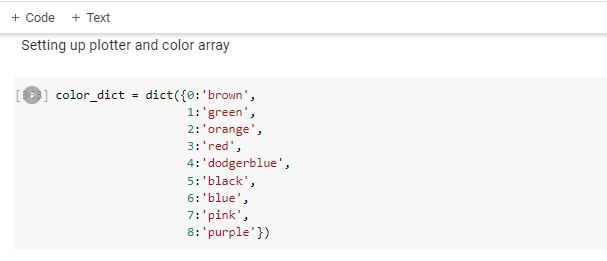 + Code + Text
Setting up plotter and color array
color_dict = dict({0:'brown',
1:'green',
2:'orange',
3:'red',
4:'dodgerblue',
5:'black',
6:'blue',
7:'pink',
8:'purple'})